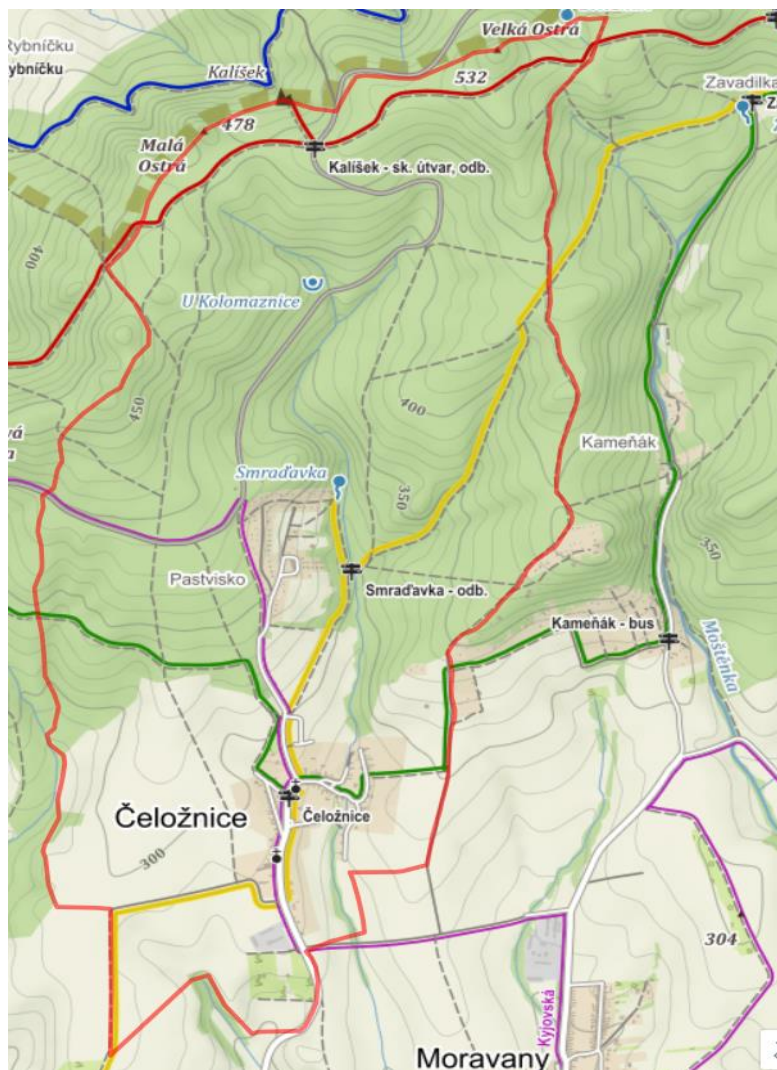 Velká Ostrá
Rybníčku
Rybníčku
Kalíšek
532
Zavadilka
478
Malá
Ostrá
Kalíšek - sk. útvar, odb.
400
U Kolomaznice
450
400
Kameňák
Smraďavka
350
350
Pastvisko
Smraďavka - odb.
Kameňák - bus
Moštěnka
Čeložnice
Čeložnice
300
304
Kyjovská
Moravany